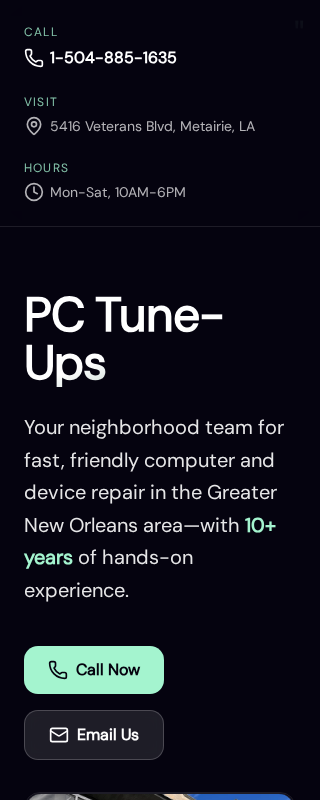 CALL
1-504-885-1635
VISIT
5416 Veterans Blvd, Metairie, LA
HOURS
Mon-Sat, 10AM-6PM
PC Tune-
Ups
Your neighborhood team for
fast, friendly computer and
device repair in the Greater
New Orleans area—with 10+
years of hands-on
experience.
Call Now
Email Us